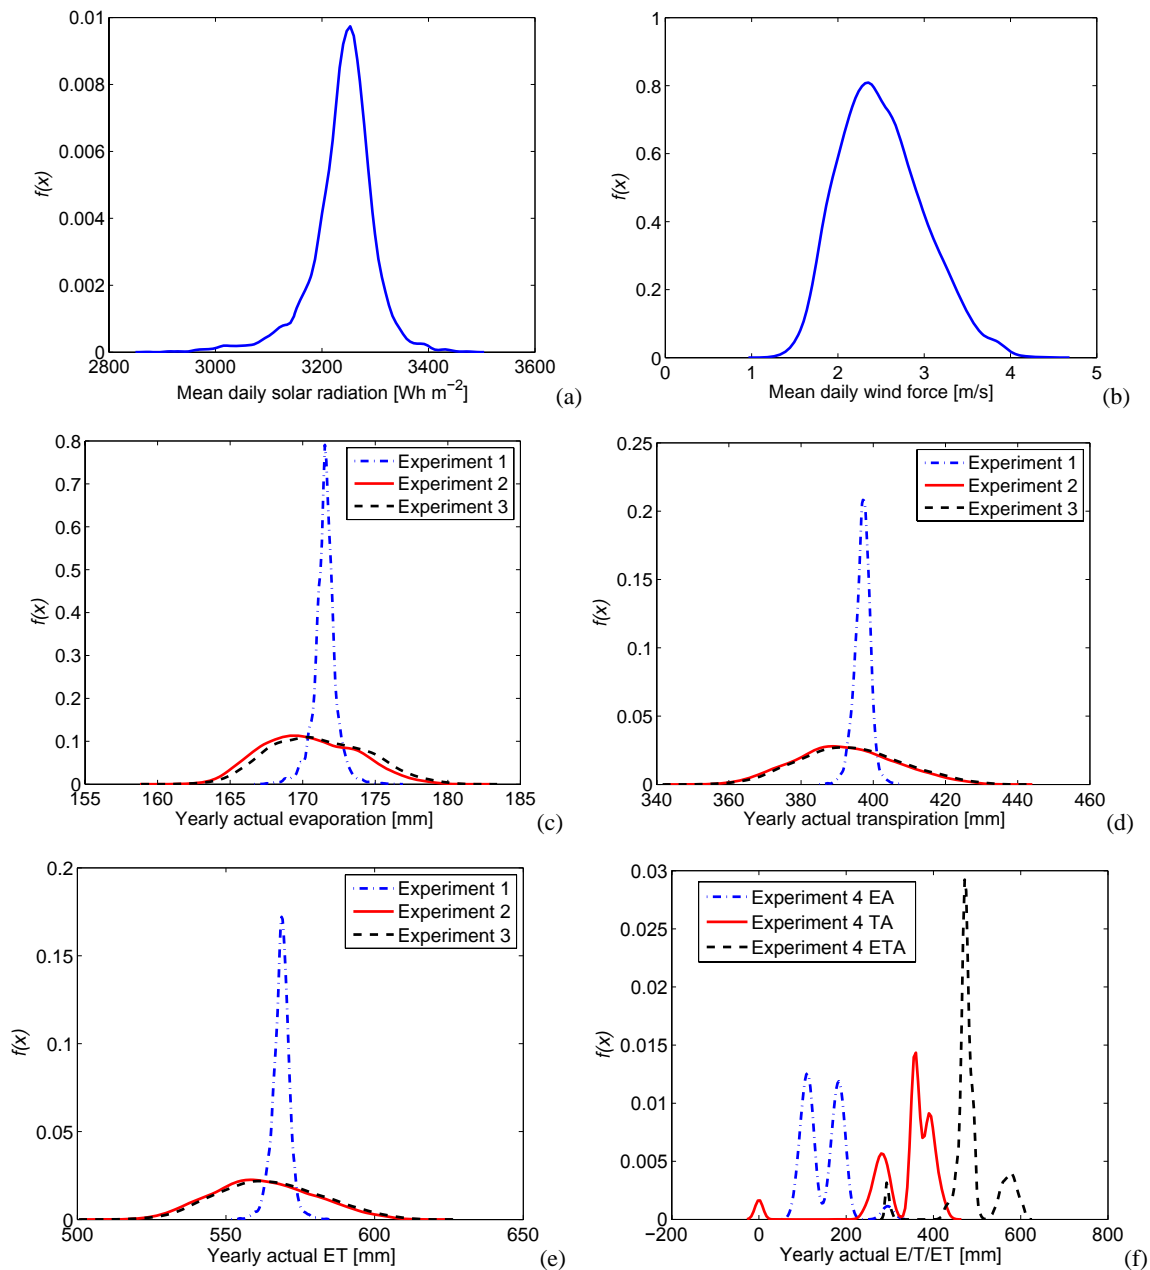 0.01
0.008
0.006
0.004
0.002
0
f(x)
2800 3000 3200 3400 3600
Mean daily solar radiation [Wh m−2]
(a)
1
0.8
0.6
0.4
0.2
0
f(x)
0 1 2 3 4 5
Mean daily wind force [m/s]
(b)
0.8
0.7
0.6
0.5
0.4
0.3
0.2
0.1
0
f(x)
Experiment 1
Experiment 2
Experiment 3
155 160 165 170 175 180 185
Yearly actual evaporation [mm]
(c)
0.25
0.2
0.15
0.1
0.05
0
f(x)
Experiment 1
Experiment 2
Experiment 3
340 360 380 400 420 440 460
Yearly actual transpiration [mm]
(d)
0.2
0.15
0.1
0.05
0
f(x)
Experiment 1
Experiment 2
Experiment 3
500 550 600 650
Yearly actual ET [mm]
(e)
0.03
0.025
0.02
0.015
0.01
0.005
0
f(x)
Experiment 4 EA
Experiment 4 TA
Experiment 4 ETA
−200 0 200 400 600 800
Yearly actual E/T/ET [mm]
(f)